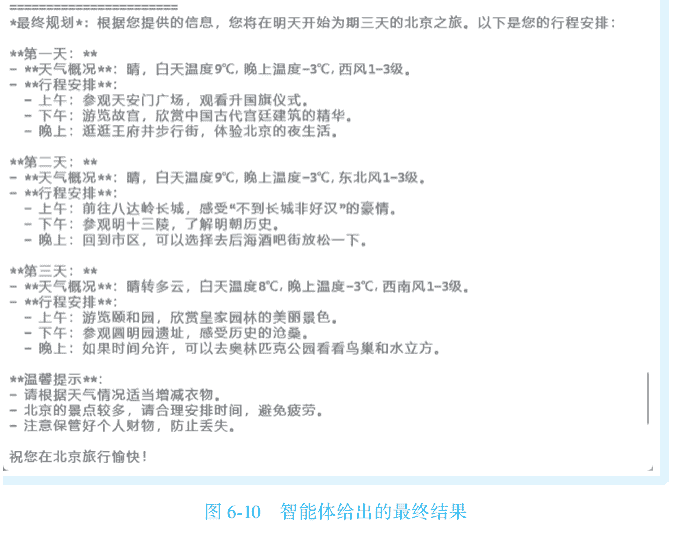 ======================
*最终规划*：根据您提供的信息，您将在明天开始为期三天的北京之旅。以下是您的行程安排：
**第一天：**
- **天气概况**：晴，白天温度9℃，晚上温度-3℃，西风1-3级。
- **行程安排**：
- 上午：参观天安门广场，观看升国旗仪式。
- 下午：游览故宫，欣赏中国古代宫廷建筑的精华。
- 晚上：逛逛王府井步行街，体验北京的夜生活。
**第二天：**
- **天气概况**：晴，白天温度9℃，晚上温度-3℃，东北风1-3级。
- **行程安排**：
- 上午：前往八达岭长城，感受“不到长城非好汉”的豪情。
- 下午：参观明十三陵，了解明朝历史。
- 晚上：回到市区，可以选择去后海酒吧街放松一下。
**第三天：**
- **天气概况**：晴转多云，白天温度8℃，晚上温度-3℃，西南风1-3级。
- **行程安排**：
- 上午：游览颐和园，欣赏皇家园林的美丽景色。
- 下午：参观圆明园遗址，感受历史的沧桑。
- 晚上：如果时间允许，可以去奥林匹克公园看看鸟巢和水立方。
**温馨提示**：
- 请根据天气情况适当增减衣物。
- 北京的景点较多，请合理安排时间，避免疲劳。
- 注意保管好个人财物，防止丢失。
祝您在北京旅行愉快！
图 6-10 智能体给出的最终结果